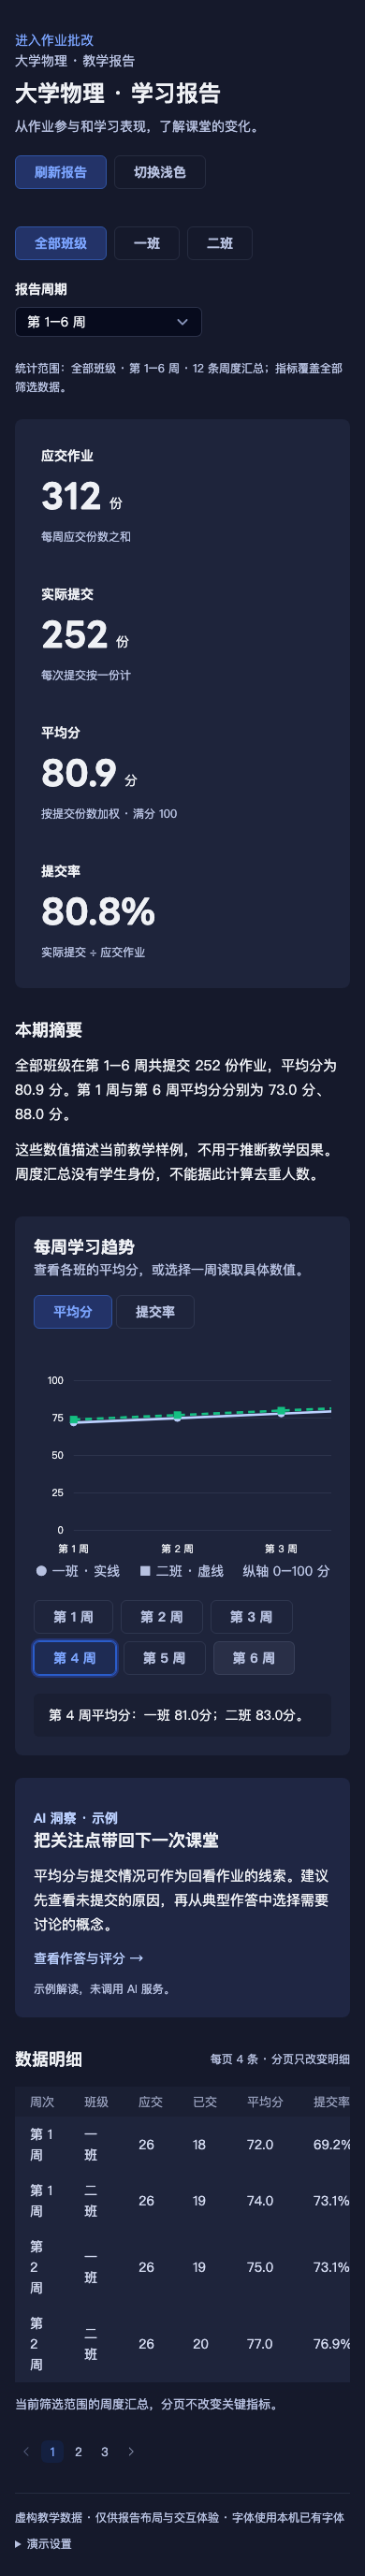 进入作业批改
大学物理 · 教学报告
大学物理 · 学习报告
从作业参与和学习表现，了解课堂的变化。
刷新报告 切换浅色
全部班级 一班 二班
报告周期
第 1—6 周
统计范围：全部班级 · 第 1—6 周 · 12 条周度汇总；指标覆盖全部
筛选数据。
应交作业
312 份
每周应交份数之和
实际提交
252 份
每次提交按一份计
平均分
80.9 分
按提交份数加权 · 满分 100
提交率
80.8%
实际提交 ÷ 应交作业
本期摘要
全部班级在第 1—6 周共提交 252 份作业，平均分为
80.9 分。第 1 周与第 6 周平均分分别为 73.0 分、
88.0 分。
这些数值描述当前教学样例，不用于推断教学因果。
周度汇总没有学生身份，不能据此计算去重人数。
每周学习趋势
查看各班的平均分，或选择一周读取具体数值。
平均分 提交率
100
75
50
25
0
第 1 周 第 2 周 第 3 周
● 一班 · 实线 ■ 二班 · 虚线 纵轴 0—100 分
第 1 周 第 2 周 第 3 周
第 4 周 第 5 周 第 6 周
第 4 周平均分：一班 81.0分；二班 83.0分。
AI 洞察 · 示例
把关注点带回下一次课堂
平均分与提交情况可作为回看作业的线索。建议
先查看未提交的原因，再从典型作答中选择需要
讨论的概念。
查看作答与评分 →
示例解读，未调用 AI 服务。
数据明细 每页 4 条 · 分页只改变明细
周次 班级 应交 已交 平均分 提交率
第 1 周 一班 26 18 72.0 69.2%
第 1 周 二班 26 19 74.0 73.1%
第 2 周 一班 26 19 75.0 73.1%
第 2 周 二班 26 20 77.0 76.9%
当前筛选范围的周度汇总，分页不改变关键指标。
‹ 1 2 3 ›
虚构教学数据 · 仅供报告布局与交互体验 · 字体使用本机已有字体
▶ 演示设置